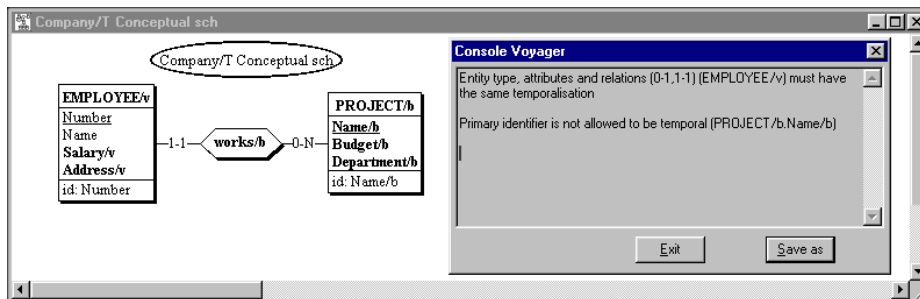 Company/T Conceptual sch
Company/T Conceptual sch
EMPLOYEE/v
Number
Name
Salary/v
Address/v
id: Number
1-1
works/b
0-N
PROJECT/b
Name/b
Budget/b
Department/b
id: Name/b
Console Voyager
Entity type, attributes and relations (0-1,1-1) (EMPLOYEE/v) must have
the same temporalisation
Primary identifier is not allowed to be temporal (PROJECT/b.Name/b)
Exit
Save as